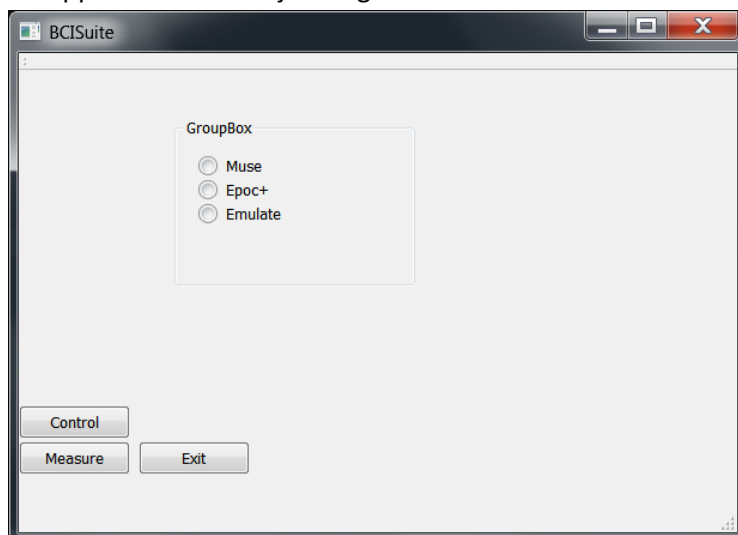 BCISuite
GroupBox
Muse
Epoc+
Emulate
Control
Measure
Exit